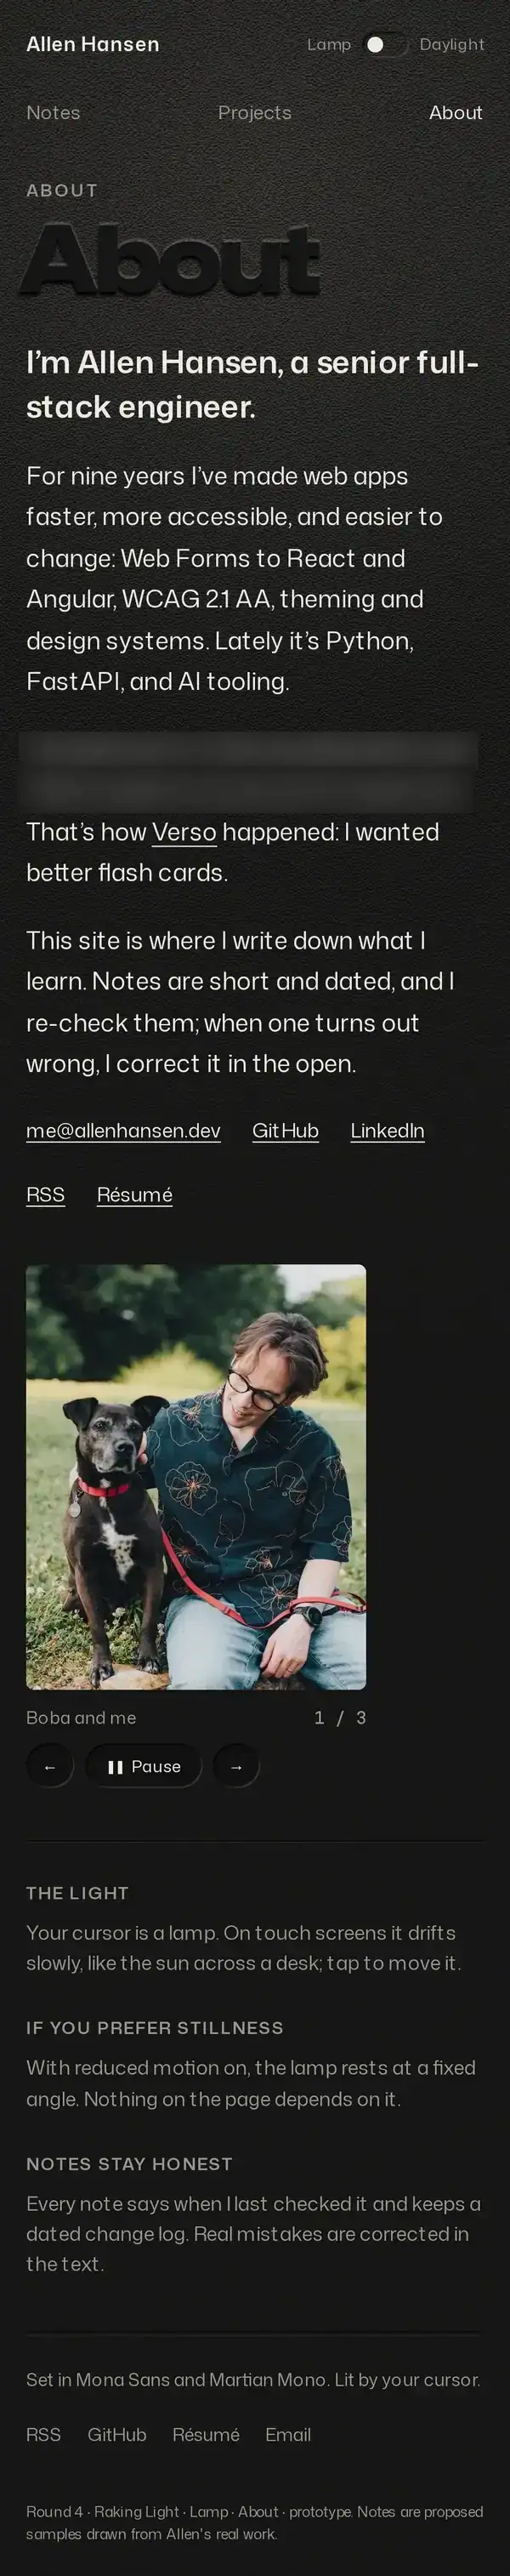 Allen Hansen
Lamp Daylight
Notes Projects About
ABOUT
About
I'm Allen Hansen, a senior full-
stack engineer.
For nine years I've made web apps
faster, more accessible, and easier to
change: Web Forms to React and
Angular, WCAG 2.1 AA, theming and
design systems. Lately it's Python,
FastAPI, and AI tooling.
That's how Verso happened: I wanted
better flash cards.
This site is where I write down what I
learn. Notes are short and dated, and I
re-check them; when one turns out
wrong, I correct it in the open.
me@allenhansen.dev GitHub LinkedIn
RSS Résumé
Boba and me 1 / 3
← Pause →
THE LIGHT
Your cursor is a lamp. On touch screens it drifts
slowly, like the sun across a desk; tap to move it.
IF YOU PREFER STILLNESS
With reduced motion on, the lamp rests at a fixed
angle. Nothing on the page depends on it.
NOTES STAY HONEST
Every note says when I last checked it and keeps a
dated change log. Real mistakes are corrected in
the text.
Set in Mona Sans and Martian Mono. Lit by your cursor.
RSS GitHub Résumé Email
Round 4 · Raking Light · Lamp · About · prototype. Notes are proposed
samples drawn from Allen's real work.